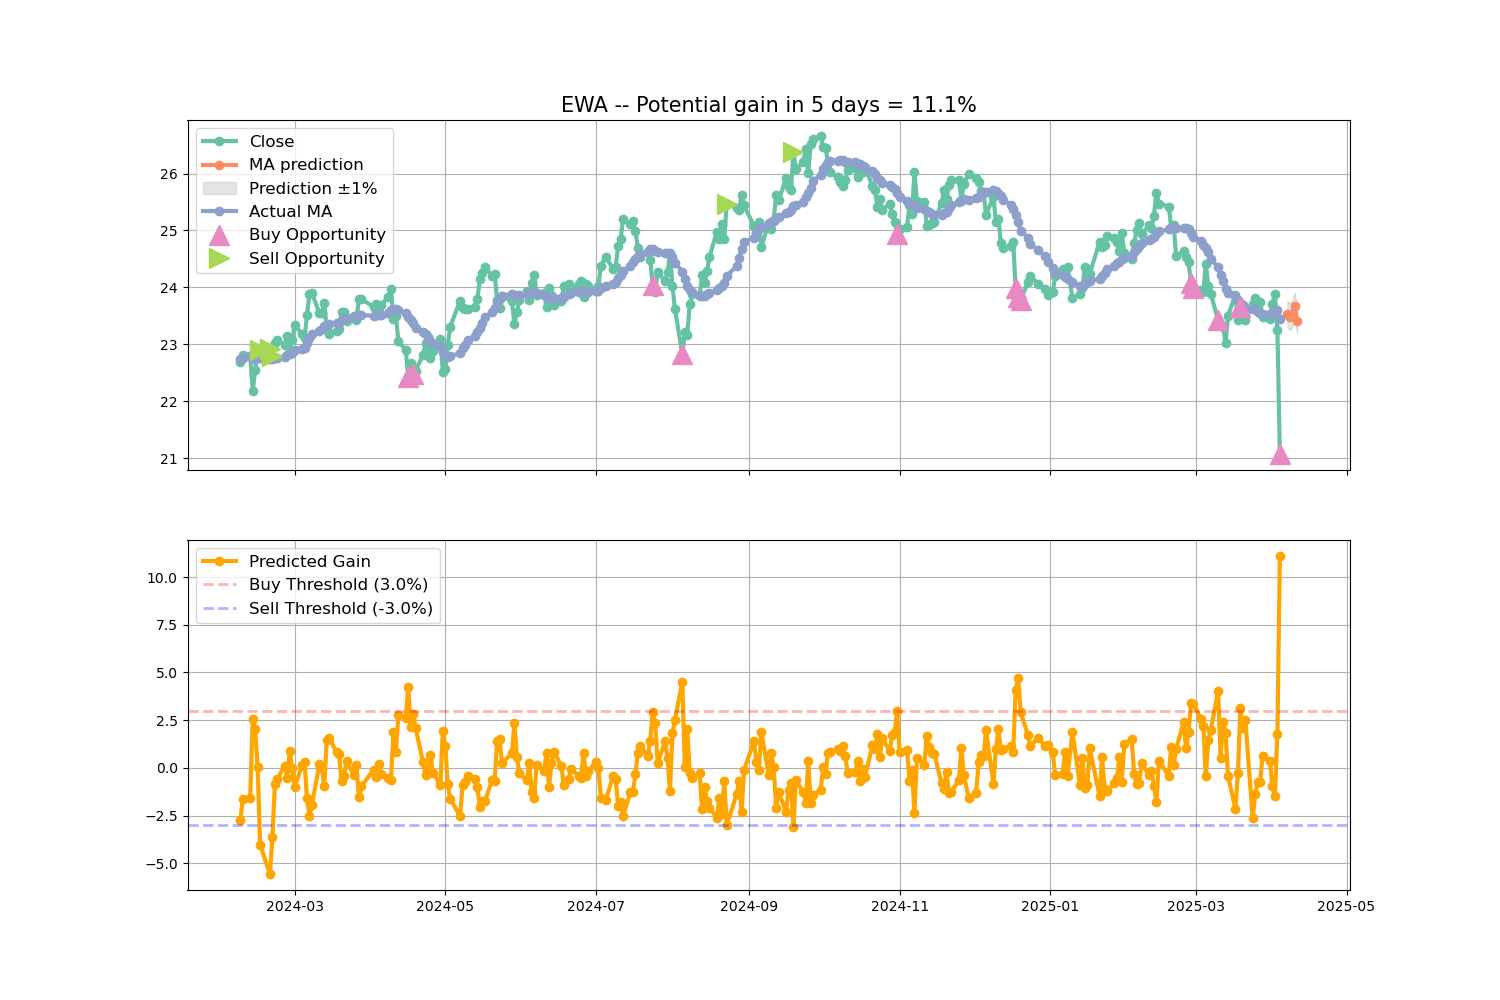 EWA -- Potential gain in 5 days = 11.1%
Close
MA prediction
Prediction ±1%
Actual MA
Buy Opportunity
Sell Opportunity
26
25
24
23
22
21
Predicted Gain
Buy Threshold (3.0%)
Sell Threshold (-3.0%)
10.0
7.5
5.0
2.5
0.0
−2.5
−5.0
2024-03 2024-05 2024-07 2024-09 2024-11 2025-01 2025-03 2025-05